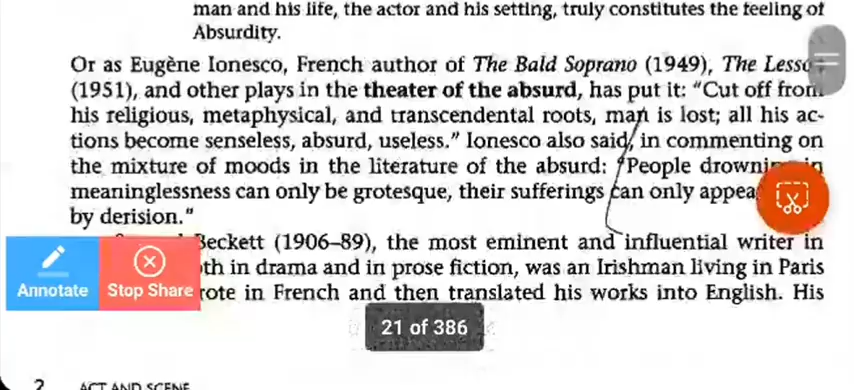 man and his life, the actor and his setting, truly constitutes the feeling of
Absurdity.
Or as Eugène Ionesco, French author of The Bald Soprano (1949), The
(1951), and other plays in the theater of the absurd, has put it: "Cut off from
his religious, metaphysical, and transcendental roots, man is lost; all his ac-
tions become senseless, absurd, useless." Ionesco also said, in commenting on
the mixture of moods in the literature of the absurd: "People drowning in
meaninglessness can only be grotesque, their sufferings can only appea
by derision."
Beckett (1906–89), the most eminent and influential writer in
th in drama and in prose fiction, was an Irishman living in Paris
rote in French and then translated his works into English. His
Annotate
Stop Share
21 of 386
2 ACT AND SCENE